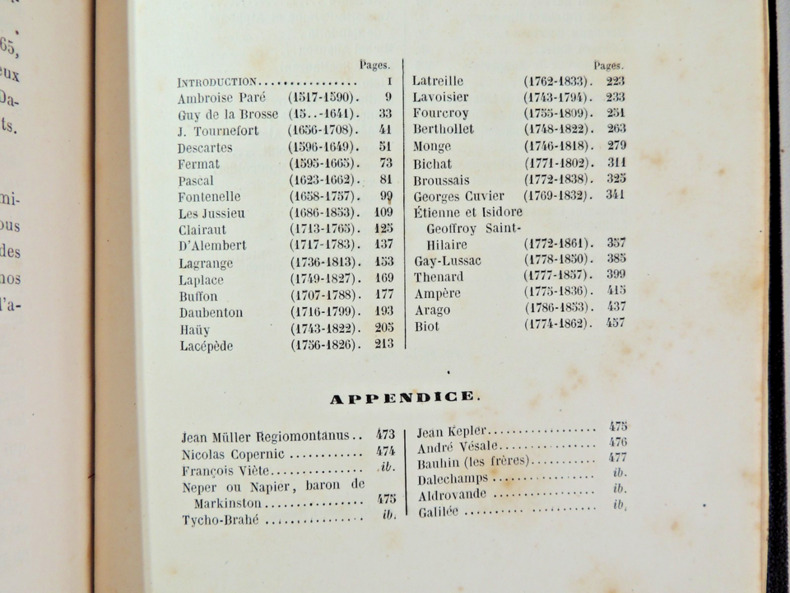 65,
eux
Da-
ts.
mi-
ous
des
nos
l'a-
Pages.
INTRODUCTION................ I
Ambroise Paré (1517-1590). 9
Guy de la Brosse (15..-1641). 33
J. Tournefort (1656-1708). 41
Descartes (1596-1649). 51
Fermat (1595-1665). 73
Pascal (1623-1662). 81
Fontenelle (1658-1757). 99
Les Jussieu (1686-1853). 109
Clairaut (1713-1765). 125
D'Alembert (1717-1783). 137
Lagrange (1736-1813). 153
Laplace (1749-1827). 169
Buffon (1707-1788). 177
Daubenton (1716-1799). 193
Haüy (1743-1822). 205
Lacépède (1756-1826). 213
Pages.
Latreille (1762-1833). 223
Lavoisier (1743-1794). 233
Fourcroy (1755-1809). 251
Berthollet (1748-1822). 263
Monge (1746-1818). 279
Bichat (1771-1802). 311
Broussais (1772-1838). 325
Georges Cuvier (1769-1832). 341
Étienne et Isidore
Geoffroy Saint-
Hilaire (1772-1861). 357
Gay-Lussac (1778-1850). 385
Thenard (1777-1857). 399
Ampère (1775-1836). 415
Arago (1786-1853). 437
Biot (1774-1862). 457
APPENDICE.
Jean Müller Regiomontanus.. 473
Nicolas Copernic ............ 474
François Viète............... ib.
Neper ou Napier, baron de
Markinston................ 475
Tycho-Brahé ................ ib.
Jean Kepler................. 475
André Vésale............... 476
Bauhin (les frères).......... 477
Dalechamps ................ ib.
Aldrovande ................ ib.
Galilée .................... ib.